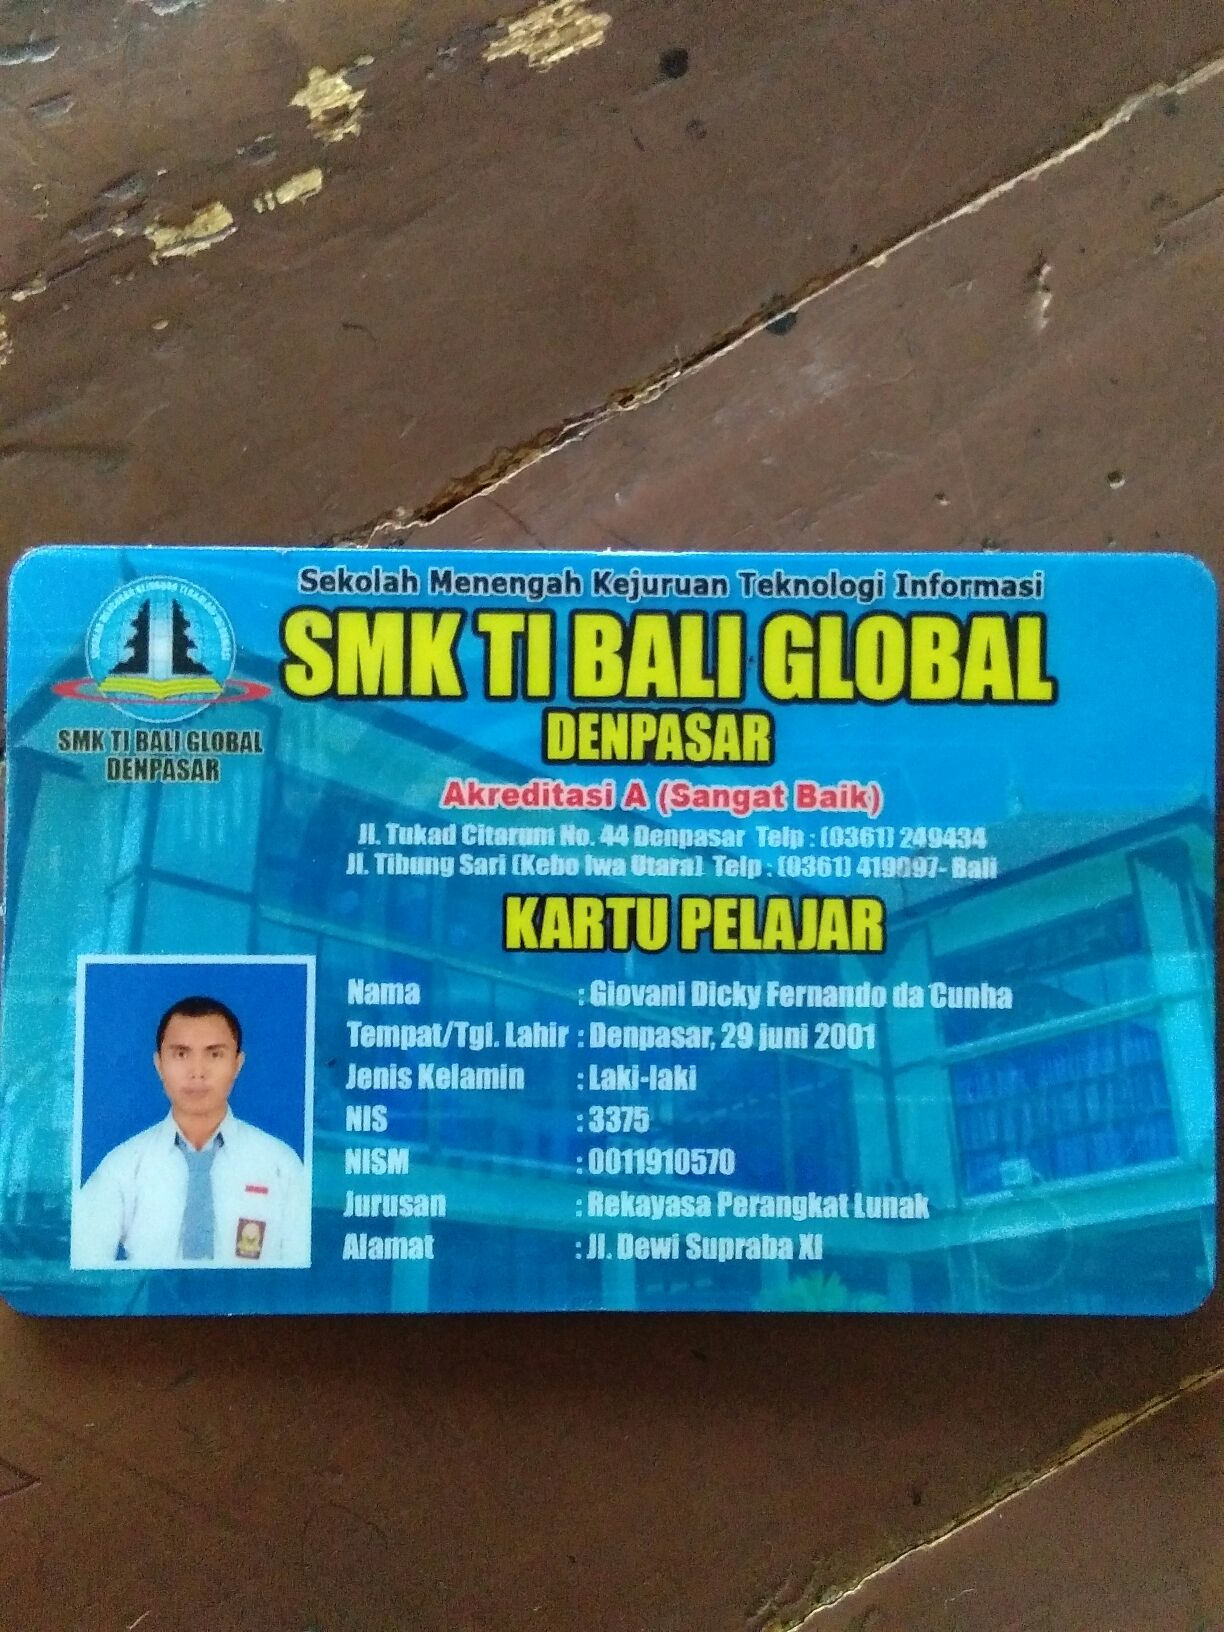 Sekolah Menengah Kejuruan Teknologi Informasi
SMK TI BALI GLOBAL
DENPASAR
SMK TI BALI GLOBAL
DENPASAR
Akreditasi A (Sangat Baik)
Jl. Tukad Citarum No. 44 Denpasar Telp : (0361) 249434
Jl. Tibung Sari (Kebo Iwa Utara) Telp : (0361) 419097- Bali
KARTU PELAJAR
Nama : Giovani Dicky Fernando da Cunha
Tempat/Tgl. Lahir : Denpasar, 29 juni 2001
Jenis Kelamin : Laki-laki
NIS : 3375
NISM : 0011910570
Jurusan : Rekayasa Perangkat Lunak
Alamat : Jl. Dewi Supraba XI